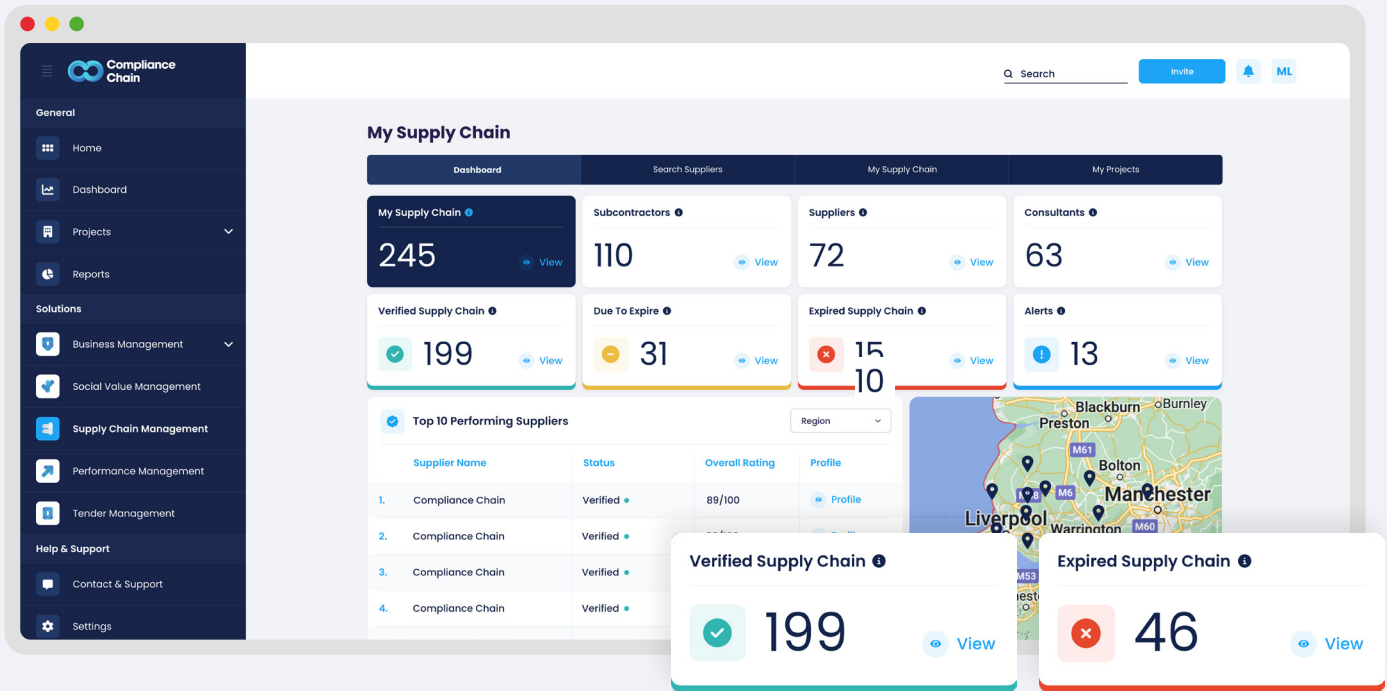 Compliance
Chain
Search
Invite
ML
General
Home
Dashboard
Projects
Reports
Solutions
Business Management
Social Value Management
Supply Chain Management
Performance Management
Tender Management
Help & Support
Contact & Support
Settings
My Supply Chain
Dashboard Search Suppliers My Supply Chain My Projects
My Supply Chain Subcontractors Suppliers Consultants
245 View 110 View 72 View 63 View
Verified Supply Chain Due To Expire Expired Supply Chain Alerts
199 View 31 View 15 View 13 View
10
Top 10 Performing Suppliers Region
Supplier Name Status Overall Rating Profile
1. Compliance Chain Verified 89/100 Profile
2. Compliance Chain Verified
3. Compliance Chain Verified
4. Compliance Chain Verified
Blackburn Burnley
Preston
M61
Bolton
M6 Manchester
Liverpool
Warrington M60
M53
Verified Supply Chain
199 View
Expired Supply Chain
46 View